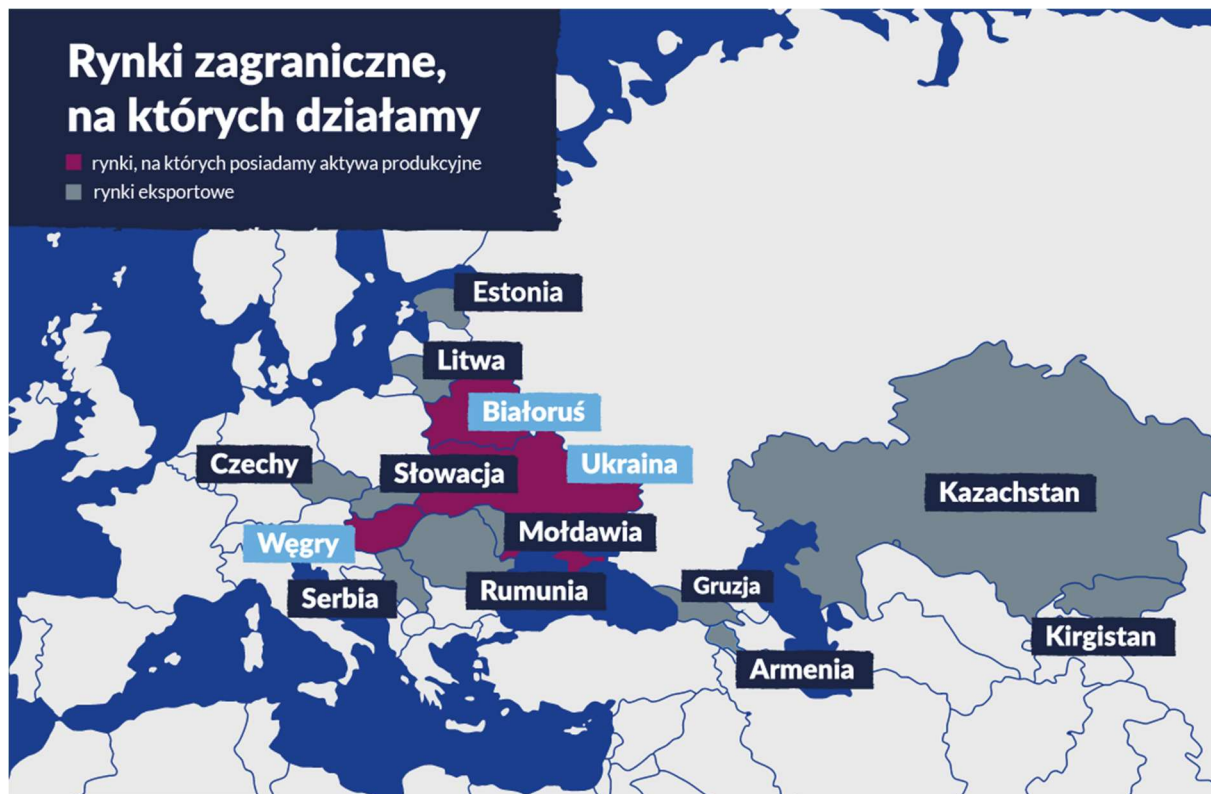 Rynki zagraniczne,
na których działamy
rynki, na których posiadamy aktywa produkcyjne
rynki eksportowe
Estonia
Litwa
Białoruś
Czechy
Słowacja
Ukraina
Kazachstan
Węgry
Mołdawia
Serbia
Rumunia
Gruzja
Kirgistan
Armenia